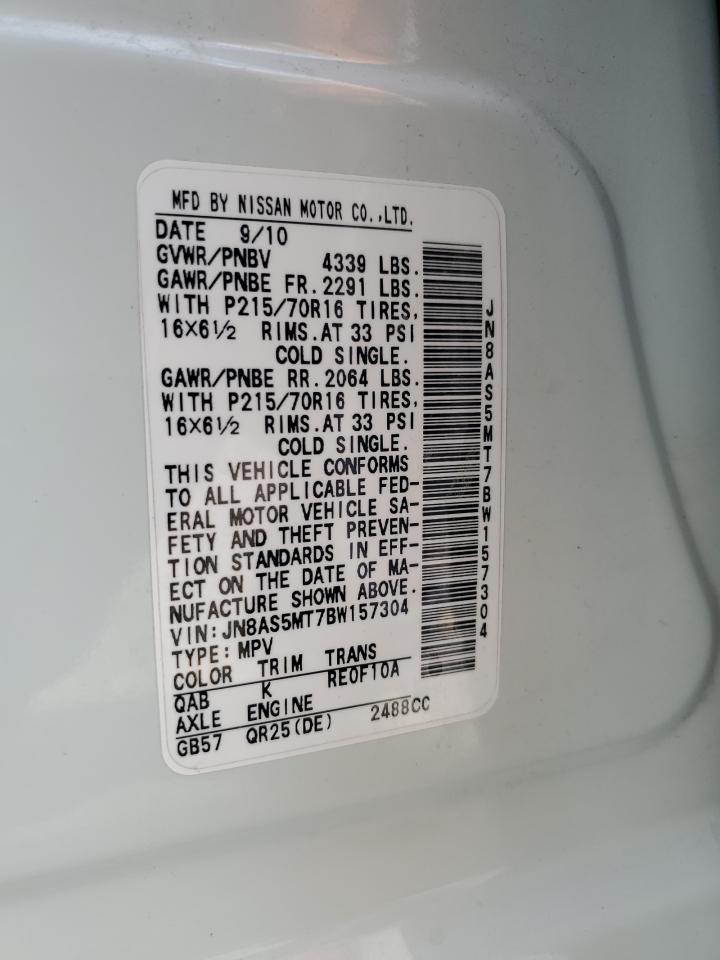 MFD BY NISSAN MOTOR CO.,LTD.
DATE 9/10
GVWR/PNBV 4339 LBS.
GAWR/PNBE FR.2291 LBS.
WITH P215/70R16 TIRES,
16X6½ RIMS.AT 33 PSI
COLD SINGLE.
GAWR/PNBE RR.2064 LBS.
WITH P215/70R16 TIRES,
16X6½ RIMS.AT 33 PSI
COLD SINGLE.
THIS VEHICLE CONFORMS
TO ALL APPLICABLE FED-
ERAL MOTOR VEHICLE SA-
FETY AND THEFT PREVEN-
TION STANDARDS IN EFF-
ECT ON THE DATE OF MA-
NUFACTURE SHOWN ABOVE.
VIN:JN8AS5MT7BW157304
TYPE:MPV
COLOR TRIM TRANS
QAB K RE0F10A
AXLE ENGINE
GB57 QR25(DE) 2488CC
JN8AS5MT7BW157304